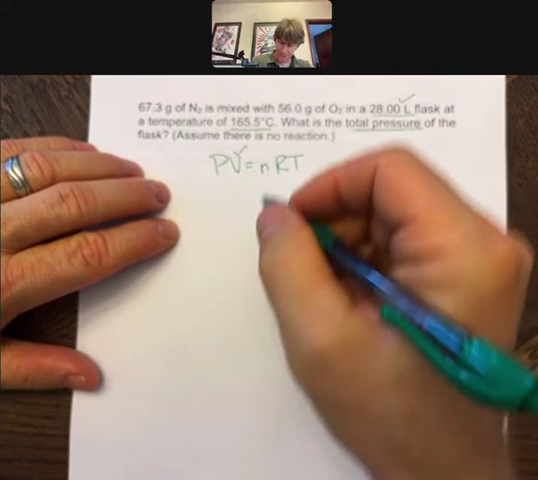 67.3 g of N₂ is mixed with 56.0 g of O₂ in a 28.00 L flask at
a temperature of 165.5°C. What is the total pressure of the
flask? (Assume there is no reaction.)
PV=nRT